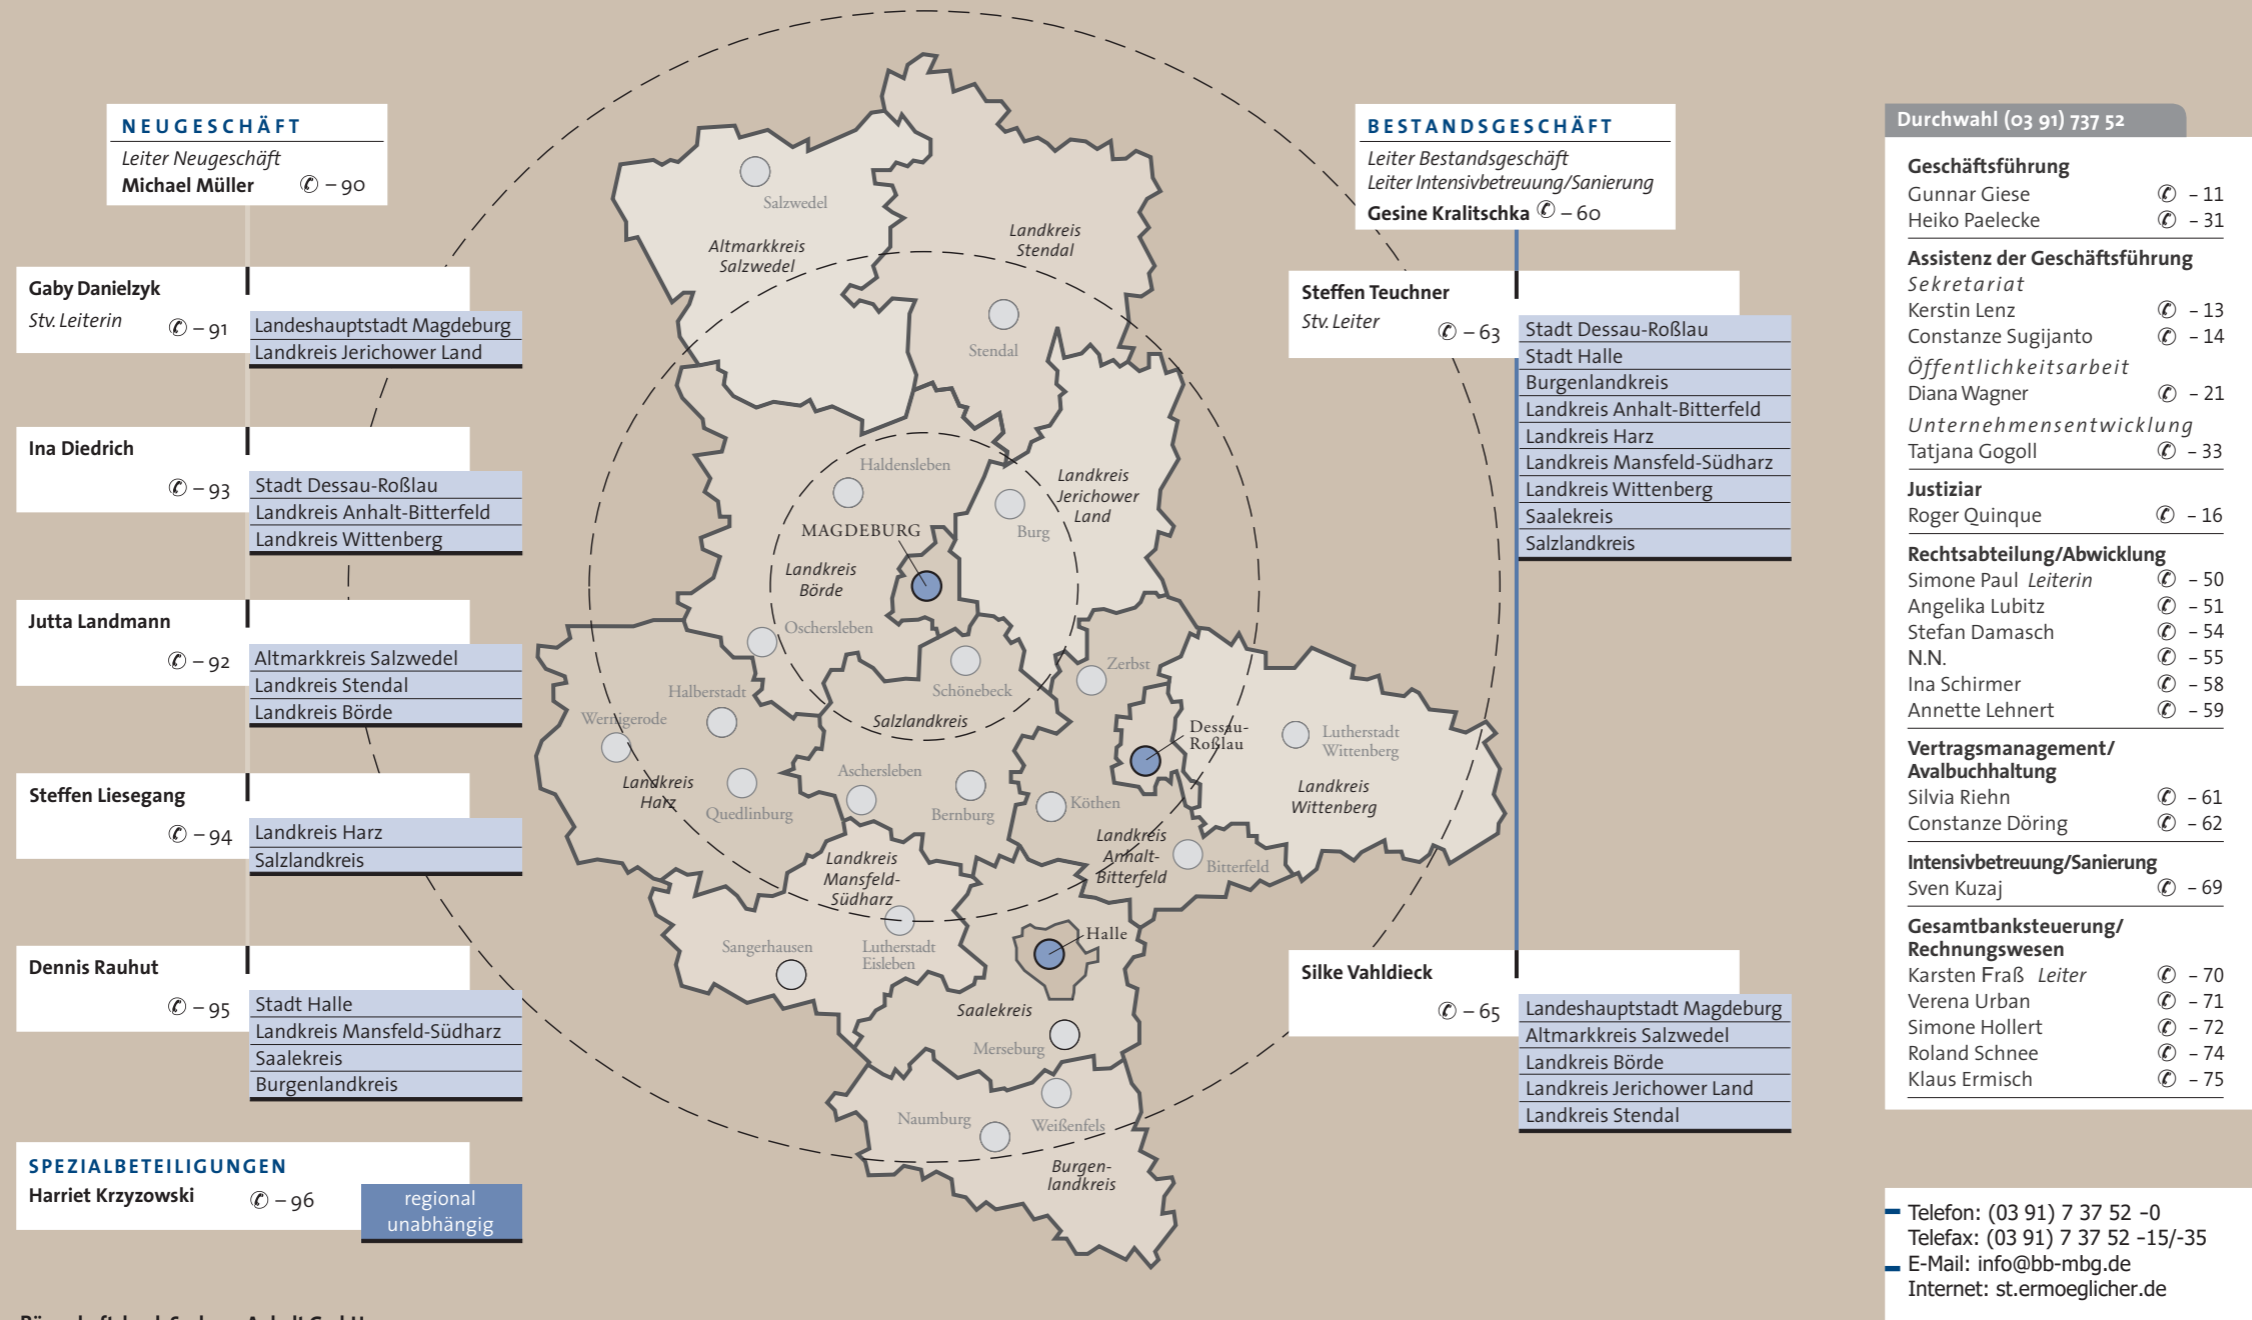 NEUGESCHÄFT
Leiter Neugeschäft
Michael Müller ✆ – 90
Gaby Danielzyk
Stv. Leiterin ✆ – 91
Landeshauptstadt Magdeburg
Landkreis Jerichower Land
Ina Diedrich
✆ – 93
Stadt Dessau-Roßlau
Landkreis Anhalt-Bitterfeld
Landkreis Wittenberg
Jutta Landmann
✆ – 92
Altmarkkreis Salzwedel
Landkreis Stendal
Landkreis Börde
Steffen Liesegang
✆ – 94
Landkreis Harz
Salzlandkreis
Dennis Rauhut
✆ – 95
Stadt Halle
Landkreis Mansfeld-Südharz
Saalekreis
Burgenlandkreis
SPEZIALBETEILIGUNGEN
Harriet Krzyzowski ✆ – 96
regional
unabhängig
Salzwedel
Altmarkkreis
Salzwedel
Landkreis
Stendal
Stendal
Haldensleben
Landkreis
Jerichower
Land
MAGDEBURG
Burg
Landkreis
Börde
Oschersleben
Zerbst
Halberstadt
Schönebeck
Wernigerode
Salzlandkreis
Dessau-
Roßlau
Lutherstadt
Wittenberg
Landkreis
Harz
Aschersleben
Quedlinburg
Bernburg
Köthen
Landkreis
Wittenberg
Landkreis
Anhalt-
Bitterfeld
Bitterfeld
Landkreis
Mansfeld-
Südharz
Sangerhausen
Lutherstadt
Eisleben
Halle
Saalekreis
Merseburg
Naumburg
Weißenfels
Burgen-
landkreis
BESTANDSGESCHÄFT
Leiter Bestandsgeschäft
Leiter Intensivbetreuung/Sanierung
Gesine Kralitschka ✆ – 60
Steffen Teuchner
Stv. Leiter ✆ – 63
Stadt Dessau-Roßlau
Stadt Halle
Burgenlandkreis
Landkreis Anhalt-Bitterfeld
Landkreis Harz
Landkreis Mansfeld-Südharz
Landkreis Wittenberg
Saalekreis
Salzlandkreis
Silke Vahldieck
✆ – 65
Landeshauptstadt Magdeburg
Altmarkkreis Salzwedel
Landkreis Börde
Landkreis Jerichower Land
Landkreis Stendal
Durchwahl (03 91) 737 52
Geschäftsführung
Gunnar Giese ✆ – 11
Heiko Paelecke ✆ – 31
Assistenz der Geschäftsführung
Sekretariat
Kerstin Lenz ✆ – 13
Constanze Sugijanto ✆ – 14
Öffentlichkeitsarbeit
Diana Wagner ✆ – 21
Unternehmensentwicklung
Tatjana Gogoll ✆ – 33
Justiziar
Roger Quinque ✆ – 16
Rechtsabteilung/Abwicklung
Simone Paul Leiterin ✆ – 50
Angelika Lubitz ✆ – 51
Stefan Damasch ✆ – 54
N.N. ✆ – 55
Ina Schirmer ✆ – 58
Annette Lehnert ✆ – 59
Vertragsmanagement/
Avalbuchhaltung
Silvia Riehn ✆ – 61
Constanze Döring ✆ – 62
Intensivbetreuung/Sanierung
Sven Kuzaj ✆ – 69
Gesamtbanksteuerung/
Rechnungswesen
Karsten Fraß Leiter ✆ – 70
Verena Urban ✆ – 71
Simone Hollert ✆ – 72
Roland Schnee ✆ – 74
Klaus Ermisch ✆ – 75
Telefon: (03 91) 7 37 52 -0
Telefax: (03 91) 7 37 52 -15/-35
E-Mail: info@bb-mbg.de
Internet: st.ermoeglicher.de